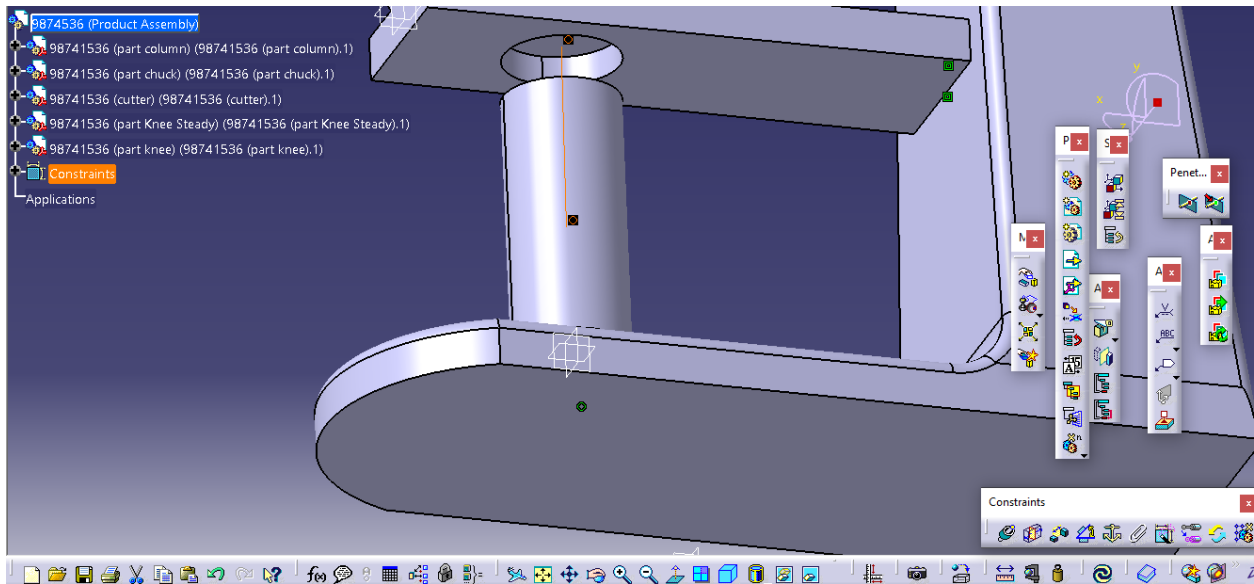 9874536 (Product Assembly)
98741536 (part column) (98741536 (part column).1)
98741536 (part chuck) (98741536 (part chuck).1)
98741536 (cutter) (98741536 (cutter).1)
98741536 (part Knee Steady) (98741536 (part Knee Steady).1)
98741536 (part knee) (98741536 (part knee).1)
Constraints
Applications
y
x
z
P
S
Penet...
A
A
A
ABC
Constraints
f(x)